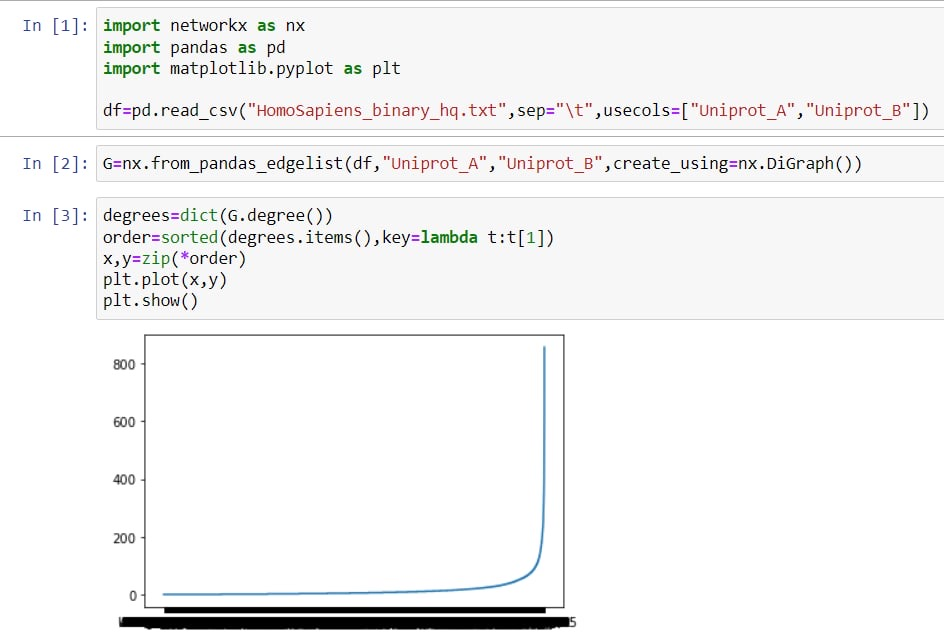 In [1]: import networkx as nx
import pandas as pd
import matplotlib.pyplot as plt
df=pd.read_csv("HomoSapiens_binary_hq.txt",sep="\t",usecols=["Uniprot_A","Uniprot_B"])
In [2]: G=nx.from_pandas_edgelist(df,"Uniprot_A","Uniprot_B",create_using=nx.DiGraph())
In [3]: degrees=dict(G.degree())
order=sorted(degrees.items(),key=lambda t:t[1])
x,y=zip(*order)
plt.plot(x,y)
plt.show()
800
600
400
200
0